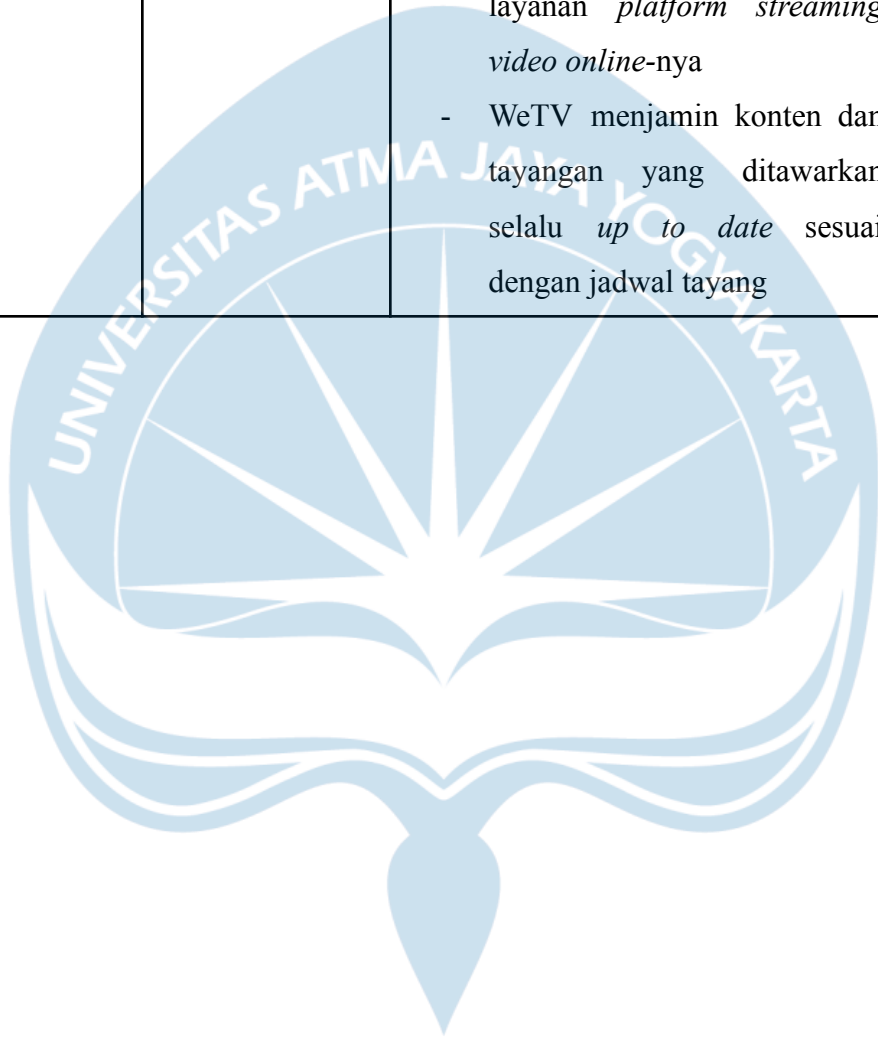 layanan platform streaming
video online-nya
- WeTV menjamin konten dan
tayangan yang ditawarkan
selalu up to date sesuai
dengan jadwal tayang
UNIVERSITAS ATMA JAYA YOGYAKARTA